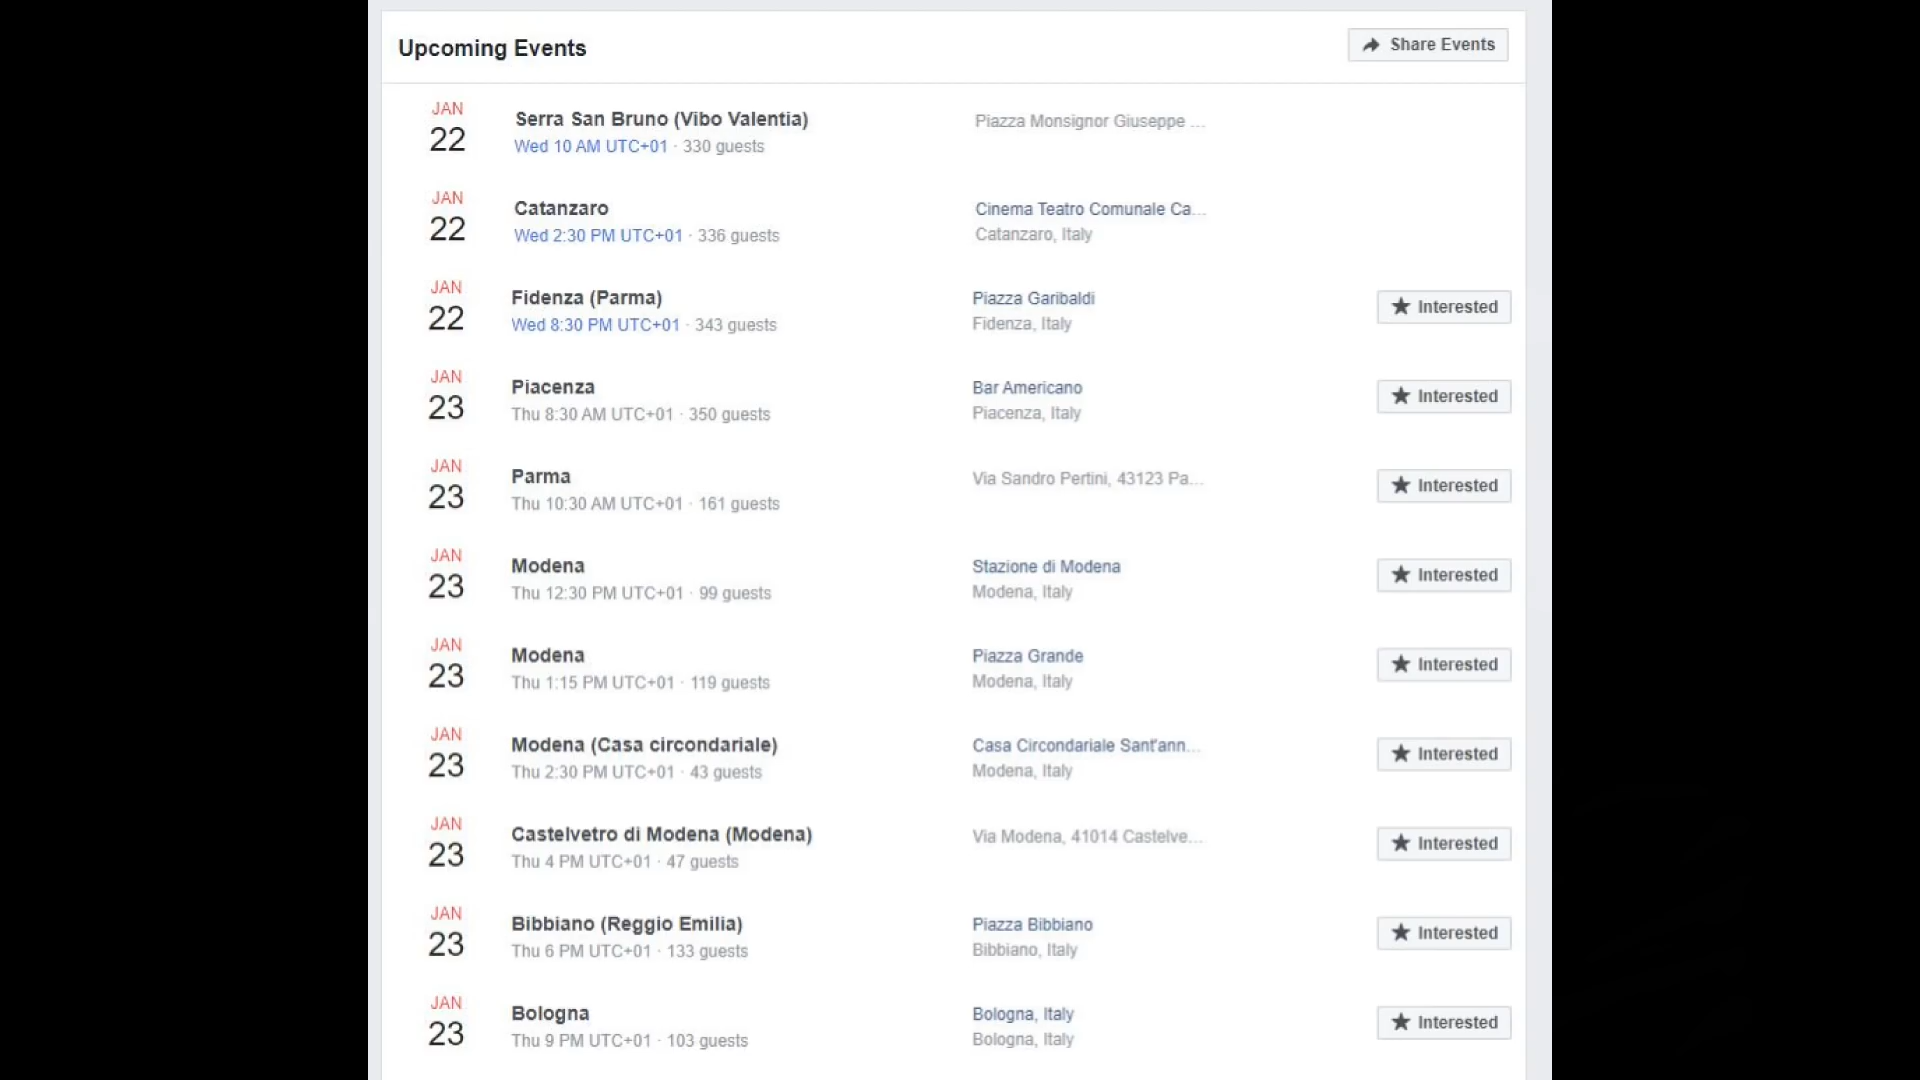 Upcoming Events
Share Events
JAN
22
Serra San Bruno (Vibo Valentia)
Wed 10 AM UTC+01 · 330 guests
Piazza Monsignor Giuseppe ...
JAN
22
Catanzaro
Wed 2:30 PM UTC+01 · 336 guests
Cinema Teatro Comunale Ca...
Catanzaro, Italy
JAN
22
Fidenza (Parma)
Wed 8:30 PM UTC+01 · 343 guests
Piazza Garibaldi
Fidenza, Italy
Interested
JAN
23
Piacenza
Thu 8:30 AM UTC+01 · 350 guests
Bar Americano
Piacenza, Italy
Interested
JAN
23
Parma
Thu 10:30 AM UTC+01 · 161 guests
Via Sandro Pertini, 43123 Pa...
Interested
JAN
23
Modena
Thu 12:30 PM UTC+01 · 99 guests
Stazione di Modena
Modena, Italy
Interested
JAN
23
Modena
Thu 1:15 PM UTC+01 · 119 guests
Piazza Grande
Modena, Italy
Interested
JAN
23
Modena (Casa circondariale)
Thu 2:30 PM UTC+01 · 43 guests
Casa Circondariale Sant'ann...
Modena, Italy
Interested
JAN
23
Castelvetro di Modena (Modena)
Thu 4 PM UTC+01 · 47 guests
Via Modena, 41014 Castelve...
Interested
JAN
23
Bibbiano (Reggio Emilia)
Thu 6 PM UTC+01 · 133 guests
Piazza Bibbiano
Bibbiano, Italy
Interested
JAN
23
Bologna
Thu 9 PM UTC+01 · 103 guests
Bologna, Italy
Bologna, Italy
Interested